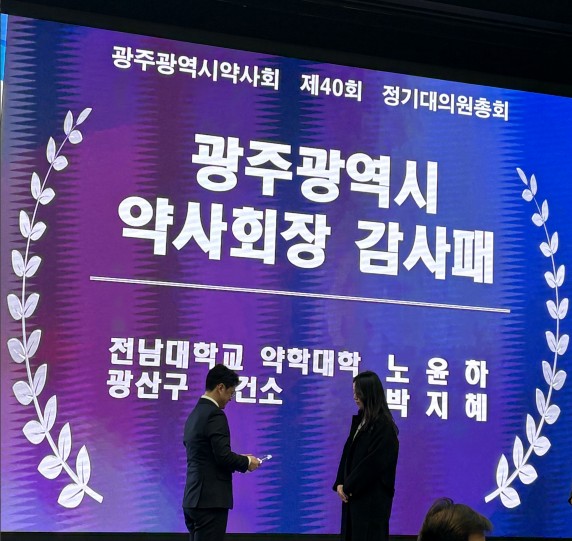 광주광역시약사회 제40회 정기대의원총회
광주광역시
약사회장 감사패
전남대학교 약학대학 노윤하
광산구 건소 박지혜